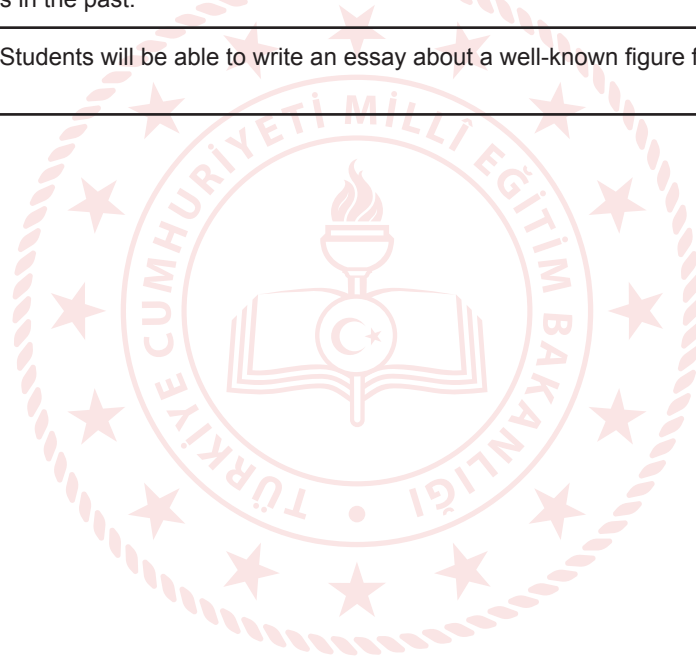 s in the past.
Students will be able to write an essay about a well-known figure f
TÜRKİYE CUMHURİYETİ MİLLÎ EĞİTİM BAKANLIĞI